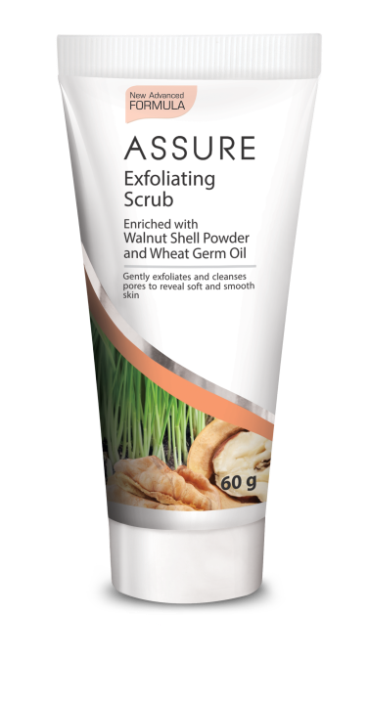 New Advanced
FORMULA
ASSURE
Exfoliating
Scrub
Enriched with
Walnut Shell Powder
and Wheat Germ Oil
Gently exfoliates and cleanses
pores to reveal soft and smooth
skin
60 g